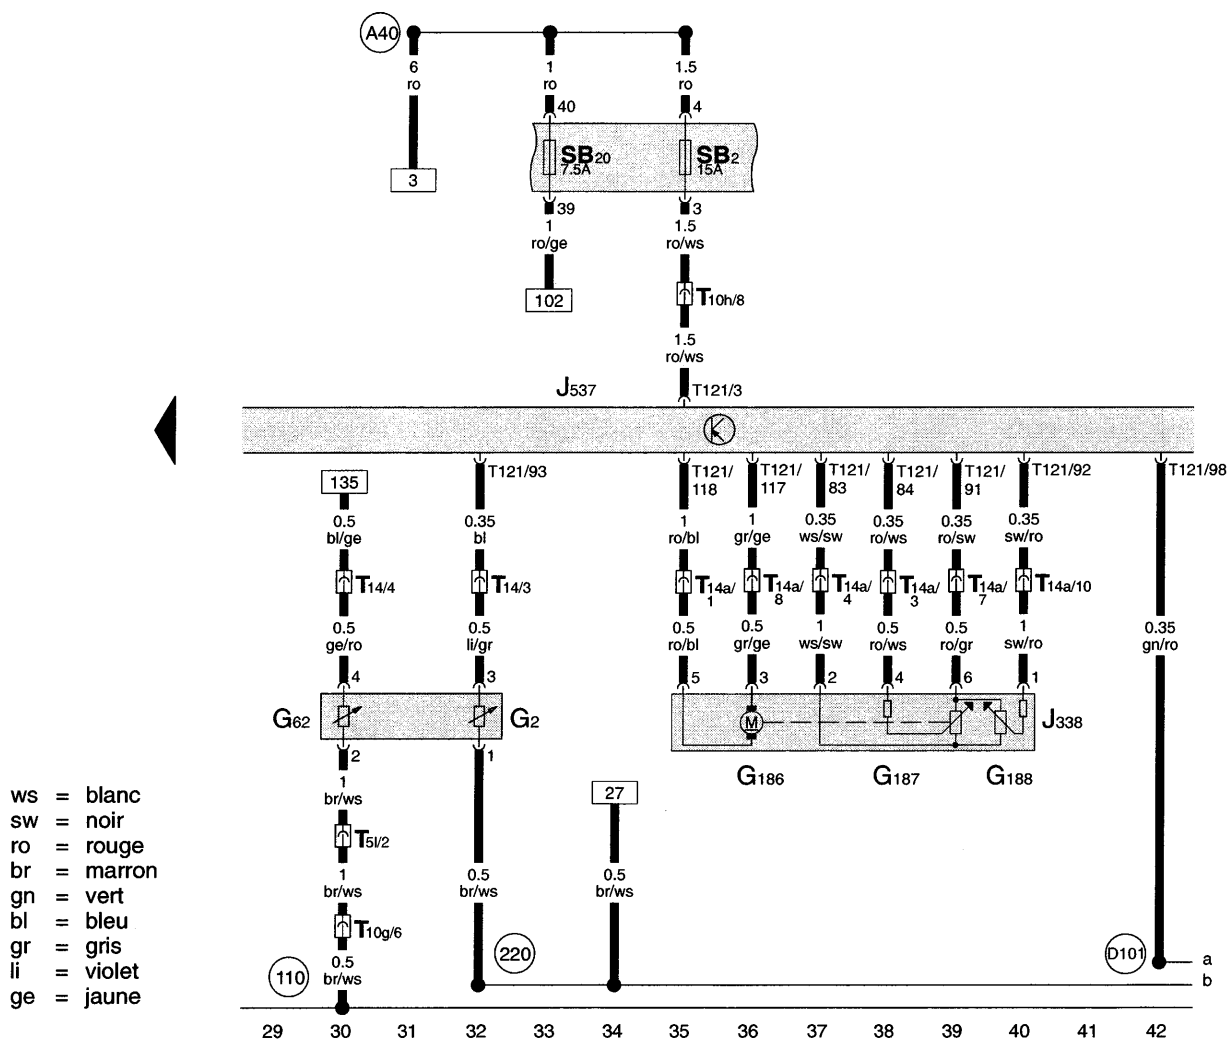 A40
6 1 1.5
ro ro ro
40 4
SB20 SB2
7.5A 15A
3
39 3
1 1.5
ro/ge ro/ws
102 T10h/8
1.5
ro/ws
J537 T121/3
135 T121/93 T121/118 T121/117 T121/83 T121/84 T121/91 T121/92 T121/98
0.5 0.35 1 1 0.35 0.35 0.35 0.35
bl/ge bl ro/bl gr/ge ws/sw ro/ws ro/sw sw/ro
T14/4 T14/3 T14a/1 T14a/8 T14a/4 T14a/3 T14a/7 T14a/10
0.5 0.5 0.5 0.5 1 0.5 0.5 1 0.35
ge/ro li/gr ro/bl gr/ge ws/sw ro/ws ro/gr sw/ro gn/ro
4 3 5 3 2 4 6 1
G62 G2 M J338
2 1
G186 G187 G188
1 27
br/ws
ws = blanc
sw = noir
ro = rouge
br = marron
gn = vert
bl = bleu
gr = gris
li = violet
ge = jaune
T5l/2
1 0.5 0.5
br/ws br/ws br/ws
T10g/6
220 D101 a
0.5
110 br/ws b
29 30 31 32 33 34 35 36 37 38 39 40 41 42